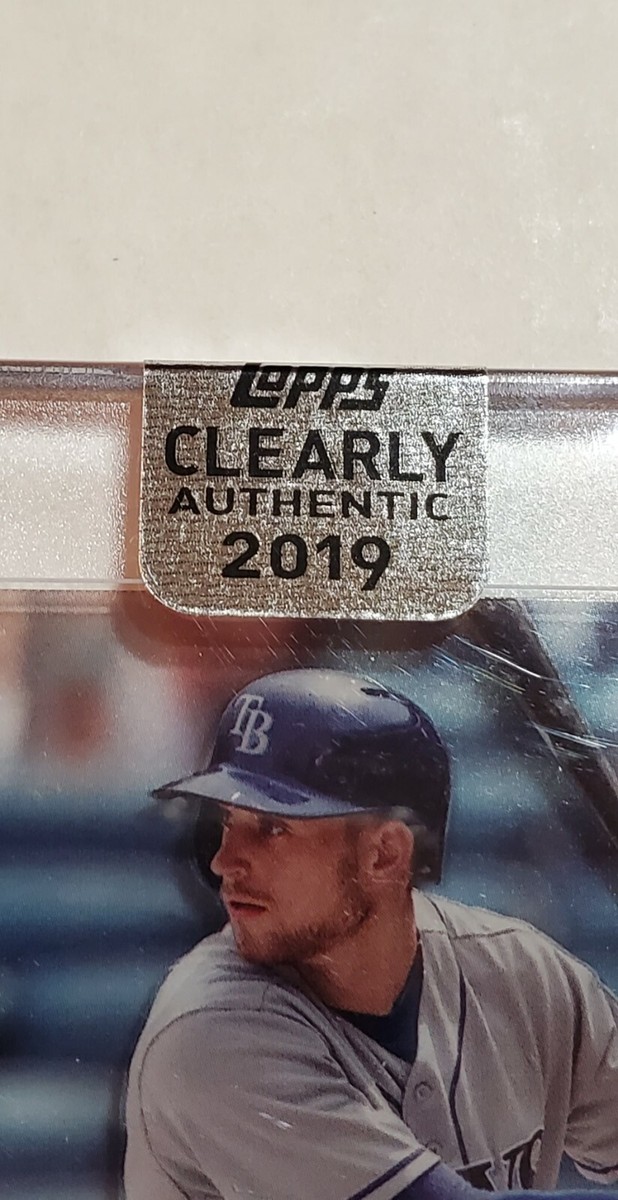 Topps
CLEARLY
AUTHENTIC
2019
TB